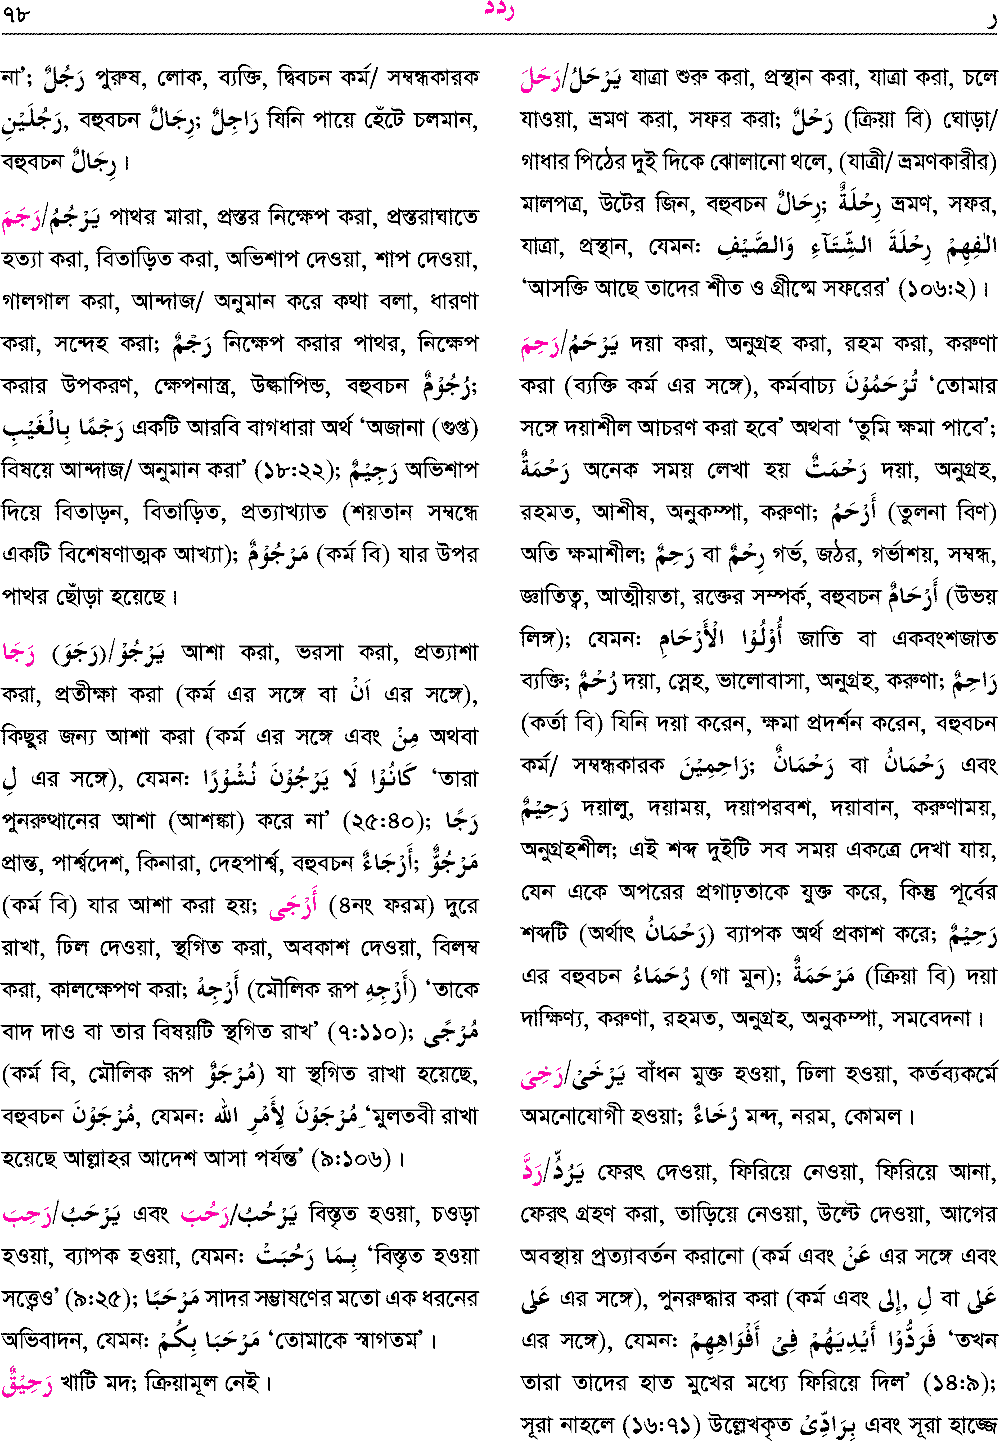 ৭৮ ردد ر
না’; رَجُلٌ পুরুষ, লোক, ব্যক্তি, দ্বিবচন কর্ম/ সম্বন্ধকারক
رَجُلَيْنِ, বহুবচন رِجَالٌ; رَاجِلٌ যিনি পায়ে হেঁটে চলমান,
বহুবচন رِجَالٌ ।
رَجَمَ/يَرْجُمُ পাথর মারা, প্রস্তর নিক্ষেপ করা, প্রস্তরাঘাতে
হত্যা করা, বিতাড়িত করা, অভিশাপ দেওয়া, শাপ দেওয়া,
গালগাল করা, আন্দাজ/ অনুমান করে কথা বলা, ধারণা
করা, সন্দেহ করা; رَجْمٌ নিক্ষেপ করার পাথর, নিক্ষেপ
করার উপকরণ, ক্ষেপনাস্ত্র, উল্কাপিন্ড, বহুবচন رُجُوْمٌ;
رَجْمًا بِالْغَيْبِ একটি আরবি বাগধারা অর্থ ‘অজানা (গুপ্ত)
বিষয়ে আন্দাজ/ অনুমান করা’ (১৮:২২); رَجِيْمٌ অভিশাপ
দিয়ে বিতাড়ন, বিতাড়িত, প্রত্যাখ্যাত (শয়তান সম্বন্ধে
একটি বিশেষণাত্মক আখ্যা); مَرْجُوْمٌ (কর্ম বি) যার উপর
পাথর ছোঁড়া হয়েছে ।
رَجَا (رَجَوَ)/يَرْجُوْ আশা করা, ভরসা করা, প্রত্যাশা
করা, প্রতীক্ষা করা (কর্ম এর সঙ্গে বা اَنْ এর সঙ্গে),
কিছুর জন্য আশা করা (কর্ম এর সঙ্গে এবং مِنْ অথবা
لِ এর সঙ্গে), যেমন: كَانُوْا لَا يَرْجُوْنَ نُشُوْرًا ‘তারা
পুনরুত্থানের আশা (আশঙ্কা) করে না’ (২৫:৪০); رَجًا
প্রান্ত, পার্শ্বদেশ, কিনারা, দেহপার্শ্ব, বহুবচন أَرْجَاءٌ; مَرْجُوٌّ
(কর্ম বি) যার আশা করা হয়; أَرْجَى (৪নং ফরম) দুরে
রাখা, ঢিল দেওয়া, স্থগিত করা, অবকাশ দেওয়া, বিলম্ব
করা, কালক্ষেপণ করা; أَرْجِهْ (মৌলিক রূপ أَرْجِهِ) ‘তাকে
বাদ দাও বা তার বিষয়টি স্থগিত রাখ’ (৭:১১০); مُرْجًى
(কর্ম বি, মৌলিক রূপ مُرْجَوٌ) যা স্থগিত রাখা হয়েছে,
বহুবচন مُرْجَوْنَ, যেমন: مُرْجَوْنَ لِأَمْرِ الله ‘মুলতবী রাখা
হয়েছে আল্লাহর আদেশ আসা পর্যন্ত’ (৯:১০৬) ।
رَحِبَ/يَرْحَبُ এবং رَحُبَ/يَرْحُبُ বিস্তৃত হওয়া, চওড়া
হওয়া, ব্যাপক হওয়া, যেমন: بِمَا رَحُبَتْ ‘বিস্তৃত হওয়া
সত্ত্বেও’ (৯:২৫); مَرْحَبًا সাদর সম্ভাষণের মতো এক ধরনের
অভিবাদন, যেমন: مَرْحَبَا بِكُمْ ‘তোমাকে স্বাগতম’ ।
رَحِيْقٌ খাটি মদ; ক্রিয়ামূল নেই ।
رَحَلَ/يَرْحَلُ যাত্রা শুরু করা, প্রস্থান করা, যাত্রা করা, চলে
যাওয়া, ভ্রমণ করা, সফর করা; رَحْلٌ (ক্রিয়া বি) ঘোড়া/
গাধার পিঠের দুই দিকে ঝোলানো থলে, (যাত্রী/ ভ্রমণকারীর)
মালপত্র, উটের জিন, বহুবচন رِحَالٌ; رِحْلَةٌ ভ্রমণ, সফর,
যাত্রা, প্রস্থান, যেমন: الٰفِهِمْ رِحْلَةَ الشِّتَآءِ وَالصَّيْفِ
‘আসক্তি আছে তাদের শীত ও গ্রীষ্মে সফরের’ (১০৬:২) ।
رَحِمَ/يَرْحَمُ দয়া করা, অনুগ্রহ করা, রহম করা, করুণা
করা (ব্যক্তি কর্ম এর সঙ্গে), কর্মবাচ্য تُرْحَمُوْنَ ‘তোমার
সঙ্গে দয়াশীল আচরণ করা হবে’ অথবা ‘তুমি ক্ষমা পাবে’;
رَحْمَةٌ অনেক সময় লেখা হয় رَحْمَتٌ দয়া, অনুগ্রহ,
রহমত, আশীষ, অনুকম্পা, করুণা; أَرْحَمُ (তুলনা বিণ)
অতি ক্ষমাশীল; رَحِمٌ বা رِحْمٌ গর্ভ, জঠর, গর্ভাশয়, সম্বন্ধ,
জ্ঞাতিত্ব, আত্মীয়তা, রক্তের সম্পর্ক, বহুবচন أَرْحَامٌ (উভয়
লিঙ্গ); যেমন: أُوْلُوْا الْأَرْحَامِ জাতি বা একবংশজাত
ব্যক্তি; رُحْمٌ দয়া, স্নেহ, ভালোবাসা, অনুগ্রহ, করুণা; رَاحِمٌ
(কর্তা বি) যিনি দয়া করেন, ক্ষমা প্রদর্শন করেন, বহুবচন
কর্ম/ সম্বন্ধকারক رَاحِمِيْنَ; رَحْمَانٌ বা رَحْمَانُ এবং
رَحِيْمٌ দয়ালু, দয়াময়, দয়াপরবশ, দয়াবান, করুণাময়,
অনুগ্রহশীল; এই শব্দ দুইটি সব সময় একত্রে দেখা যায়,
যেন একে অপরের প্রগাঢ়তাকে যুক্ত করে, কিন্তু পূর্বের
শব্দটি (অর্থাৎ رَحْمَانُ) ব্যাপক অর্থ প্রকাশ করে; رَحِيْمٌ
এর বহুবচন رُحَمَاءُ (গা মুন); مَرْحَمَةٌ (ক্রিয়া বি) দয়া
দাক্ষিণ্য, করুণা, রহমত, অনুগ্রহ, অনুকম্পা, সমবেদনা ।
رَخِىَ/يَرْخَىْ বাঁধন মুক্ত হওয়া, ঢিলা হওয়া, কর্তব্যকর্মে
অমনোযোগী হওয়া; رُخَاءٌ মন্দ, নরম, কোমল ।
رَدَّ/يَرُدُّ ফেরৎ দেওয়া, ফিরিয়ে নেওয়া, ফিরিয়ে আনা,
ফেরৎ গ্রহণ করা, তাড়িয়ে নেওয়া, উল্টে দেওয়া, আগের
অবস্থায় প্রত্যাবর্তন করানো (কর্ম এবং عَنْ এর সঙ্গে এবং
عَلى এর সঙ্গে), পুনরুদ্ধার করা (কর্ম এবং إِلى, لِ বা عَلى
এর সঙ্গে), যেমন: فَرَدُّوْا أَيْدِيَهُمْ فِىْ أَفْوَاهِهِمْ ‘তখন
তারা তাদের হাত মুখের মধ্যে ফিরিয়ে দিল’ (১৪:৯);
সূরা নাহলে (১৬:৭১) উল্লেখকৃত بِرَادِّىْ এবং সূরা হাজ্জে